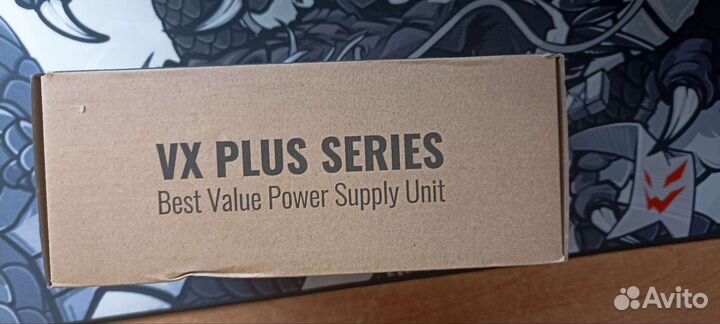 VX PLUS SERIES
Best Value Power Supply Unit
Avito